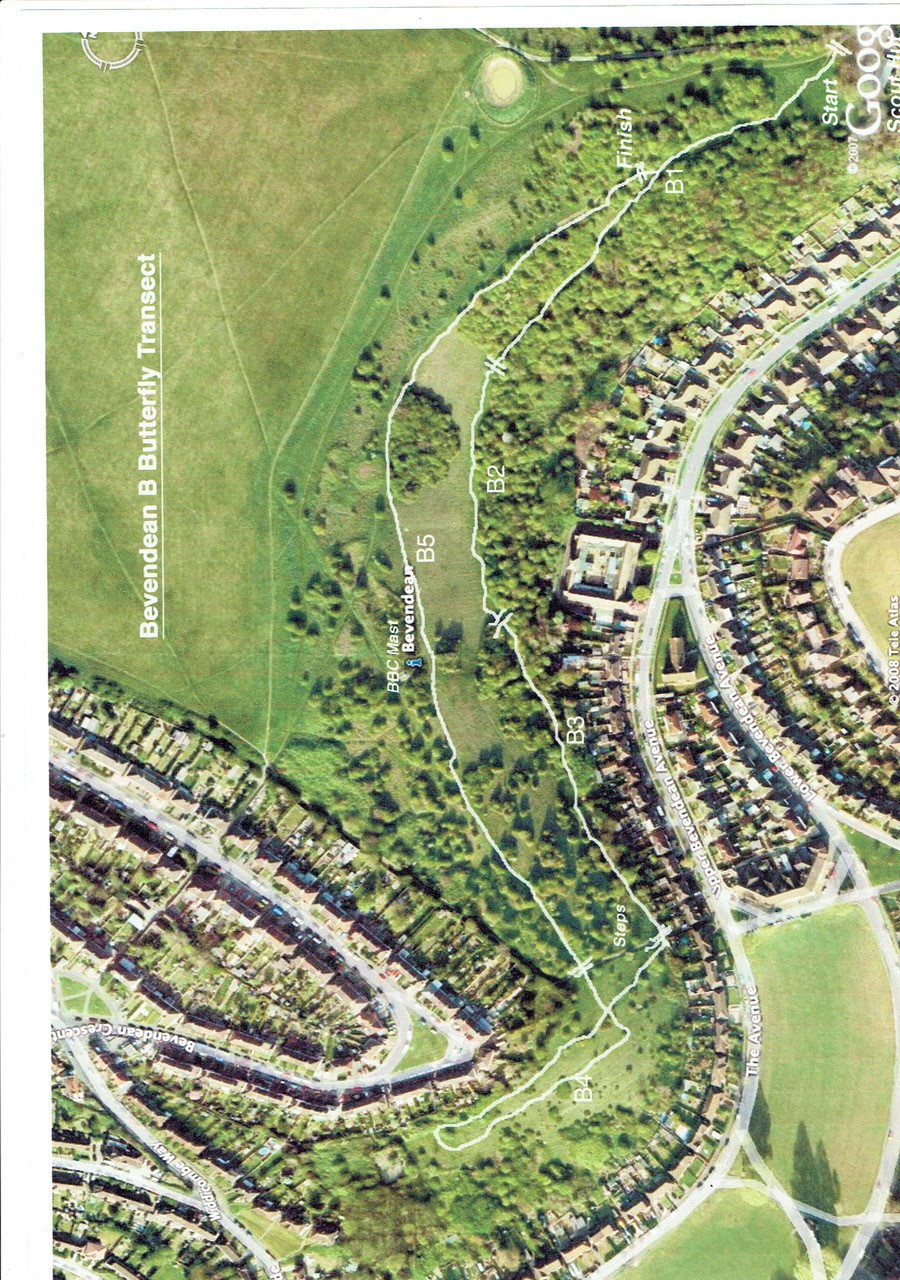 Bevendean B Butterfly Transect
Start
© 2007
Goog
Finish
B1
B2
B5
BBC Mast
Bevendean
B3
Steps
B4
Upper Bevendean Avenue
Lower Bevendean Avenue
The Avenue
Bevendean Crescent
© 2008 Tele Atlas